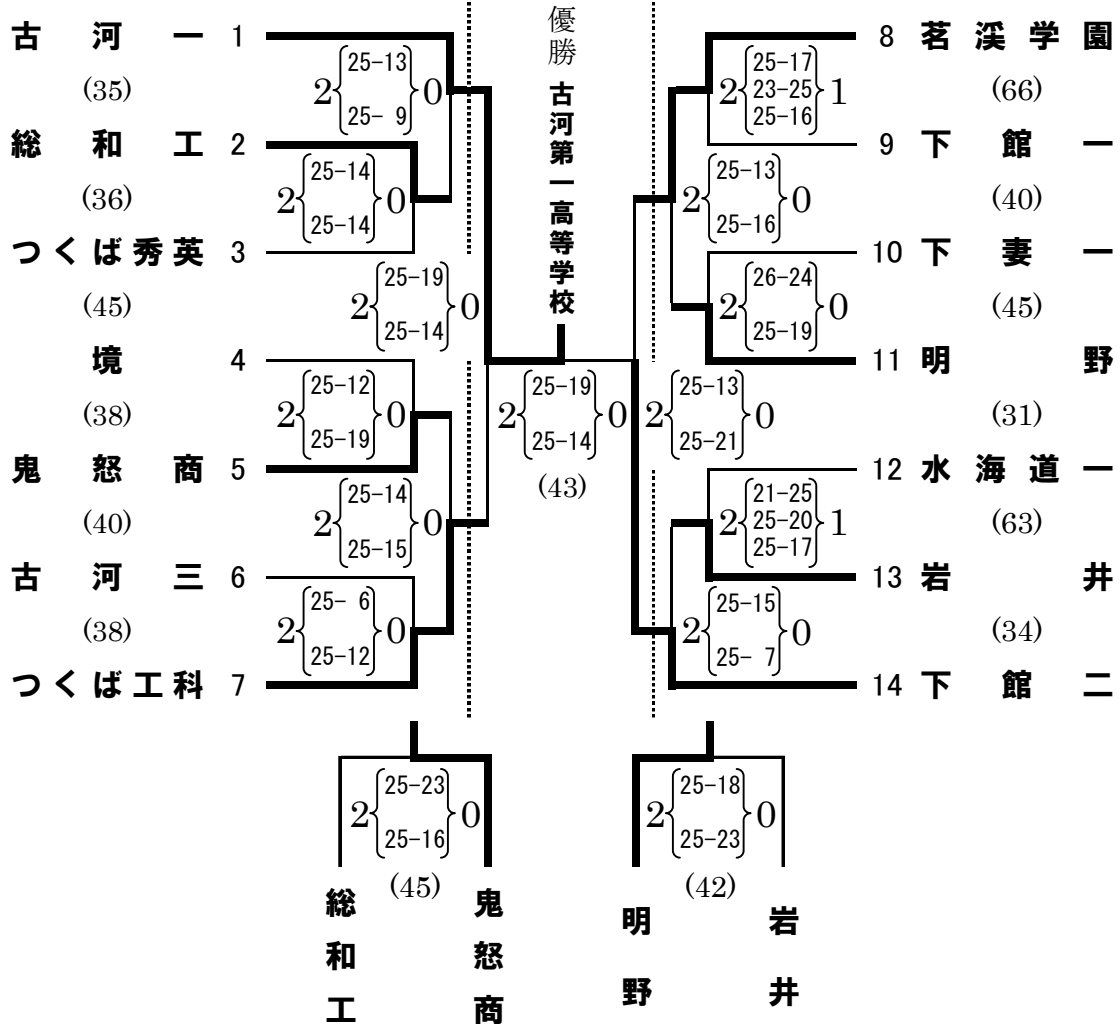 優勝
古河第一高等学校
古河一 1
(35)
総和工 2
(36)
つくば秀英 3
(45)
境 4
(38)
鬼怒商 5
(40)
古河三 6
(38)
つくば工科 7
2 25-13 0
25- 9
2 25-14 0
25-14
2 25-19 0
25-14
2 25-12 0
25-19
2 25-14 0
25-15
2 25- 6 0
25-12
2 25-19 0
25-14
(43)
8 茗溪学園
(66)
9 下館一
(40)
10 下妻一
(45)
11 明野
(31)
12 水海道一
(63)
13 岩井
(34)
14 下館二
25-17
2 23-25 1
25-16
2 25-13 0
25-16
2 26-24 0
25-19
2 25-13 0
25-21
21-25
2 25-20 1
25-17
2 25-15 0
25- 7
2 25-23 0
25-16
(45)
総和工
鬼怒商
2 25-18 0
25-23
(42)
明野
岩井